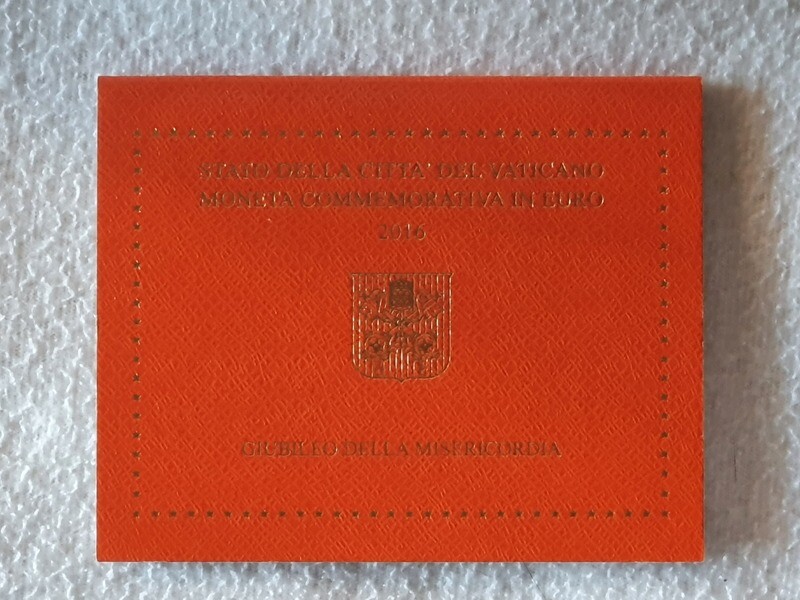 STATO DELLA CITTA' DEL VATICANO
MONETA COMMEMORATIVA IN EURO
2016
GIUBILEO DELLA MISERICORDIA